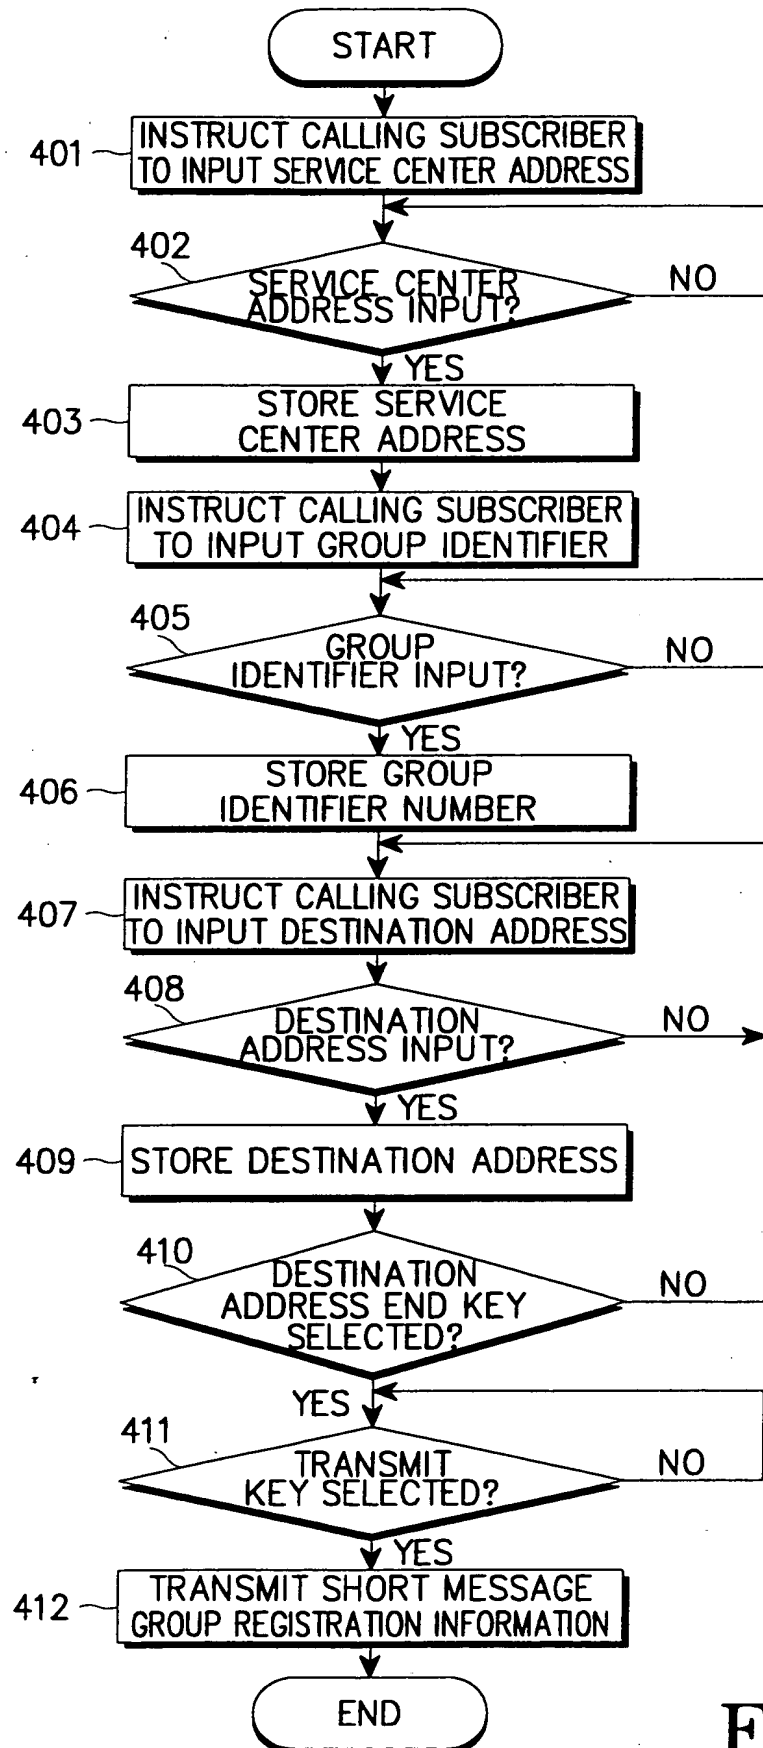 START
401
INSTRUCT CALLING SUBSCRIBER
TO INPUT SERVICE CENTER ADDRESS
402
SERVICE CENTER
ADDRESS INPUT?
NO
YES
403
STORE SERVICE
CENTER ADDRESS
404
INSTRUCT CALLING SUBSCRIBER
TO INPUT GROUP IDENTIFIER
405
GROUP
IDENTIFIER INPUT?
NO
YES
406
STORE GROUP
IDENTIFIER NUMBER
407
INSTRUCT CALLING SUBSCRIBER
TO INPUT DESTINATION ADDRESS
408
DESTINATION
ADDRESS INPUT?
NO
YES
409
STORE DESTINATION ADDRESS
410
DESTINATION
ADDRESS END KEY
SELECTED?
NO
YES
411
TRANSMIT
KEY SELECTED?
NO
YES
412
TRANSMIT SHORT MESSAGE
GROUP REGISTRATION INFORMATION
END